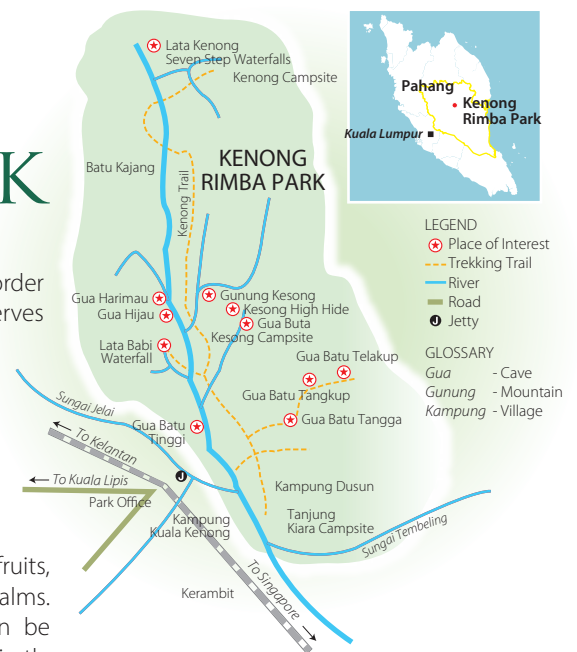 K
order
erves
fruits,
alms.
n be
Lata Kenong
Seven Step Waterfalls
Kenong Campsite
Batu Kajang
KENONG
RIMBA PARK
Kenong Trail
Gua Harimau
Gua Hijau
Gunung Kesong
Kesong High Hide
Gua Buta
Kesong Campsite
Lata Babi
Waterfall
Gua Batu Telakup
Gua Batu Tangkup
Gua Batu Tangga
Gua Batu
Tinggi
Sungai Jelai
To Kelantan
To Kuala Lipis
Park Office
J
Kampung
Kuala Kenong
Kampung Dusun
Tanjung
Kiara Campsite
Sungai Tembeling
Kerambit
To Singapore
Pahang
Kenong
Rimba Park
Kuala Lumpur
LEGEND
Place of Interest
Trekking Trail
River
Road
J Jetty
GLOSSARY
Gua - Cave
Gunung - Mountain
Kampung - Village